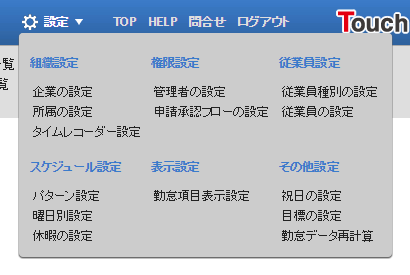 設定 ▼ TOP HELP 問合せ ログアウト Touch
一覧
覧
組織設定 権限設定 従業員設定
企業の設定 管理者の設定 従業員種別の設定
所属の設定 申請承認フローの設定 従業員の設定
タイムレコーダー設定
スケジュール設定 表示設定 その他設定
パターン設定 勤怠項目表示設定 祝日の設定
曜日別設定 目標の設定
休暇の設定 勤怠データ再計算